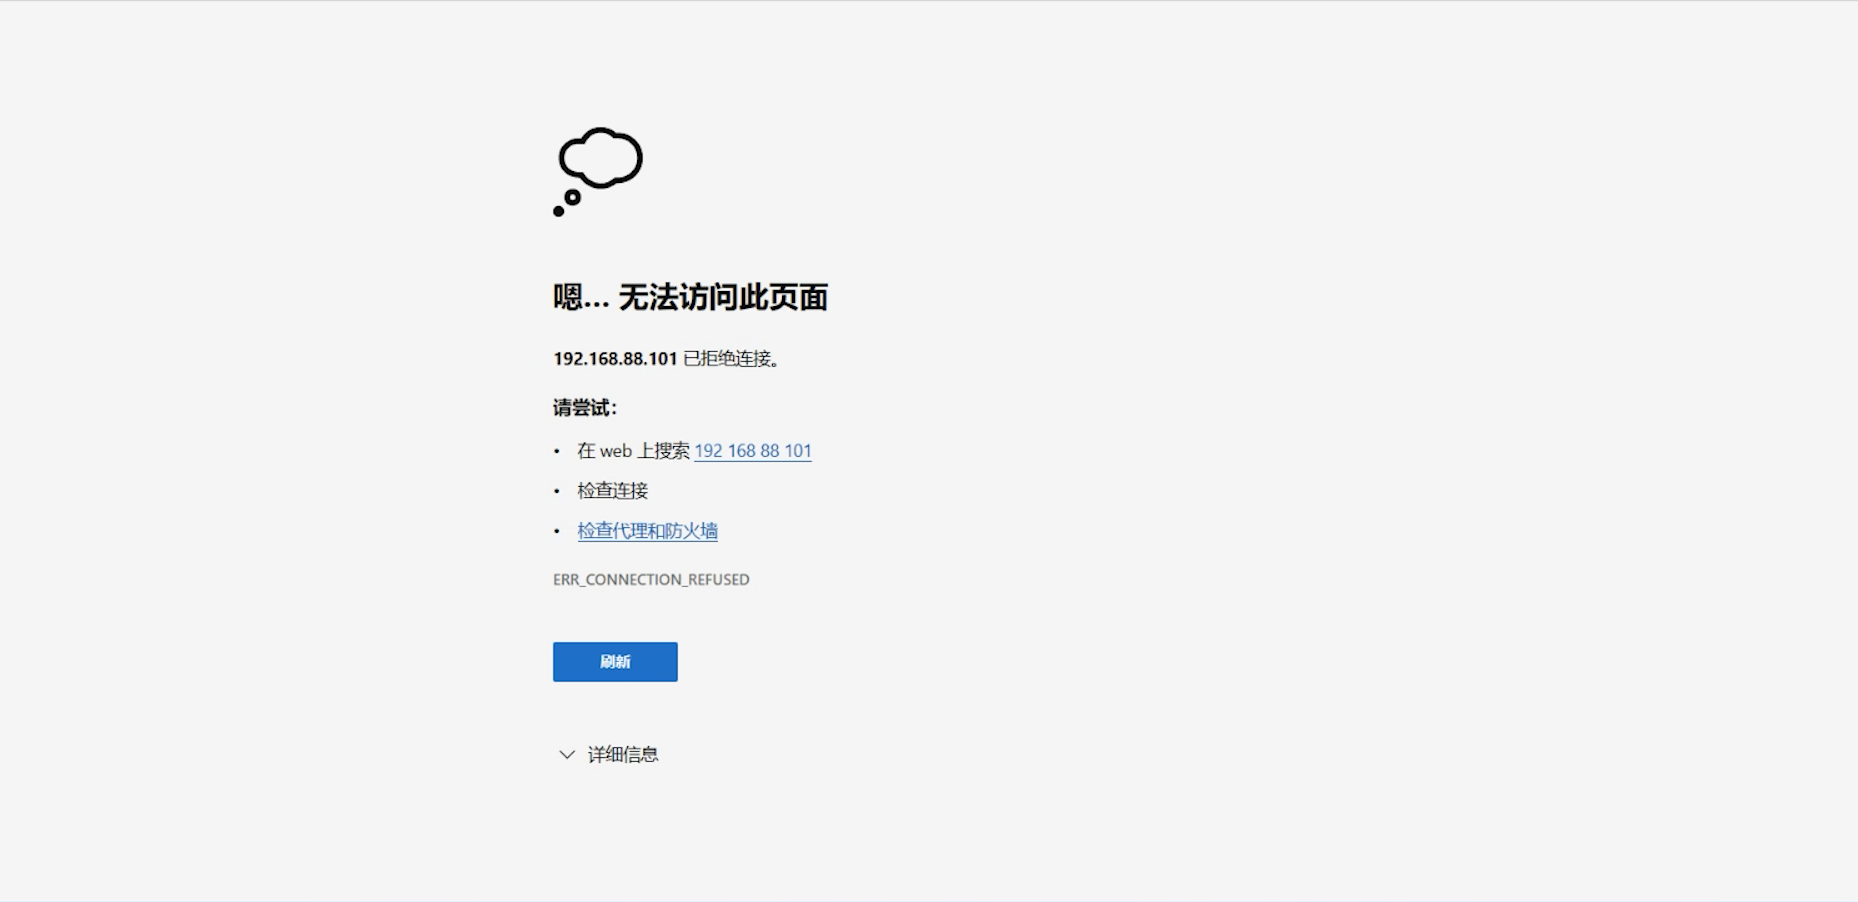 嗯... 无法访问此页面
192.168.88.101 已拒绝连接。
请尝试:
• 在 web 上搜索 192 168 88 101
• 检查连接
• 检查代理和防火墙
ERR_CONNECTION_REFUSED
刷新
详细信息